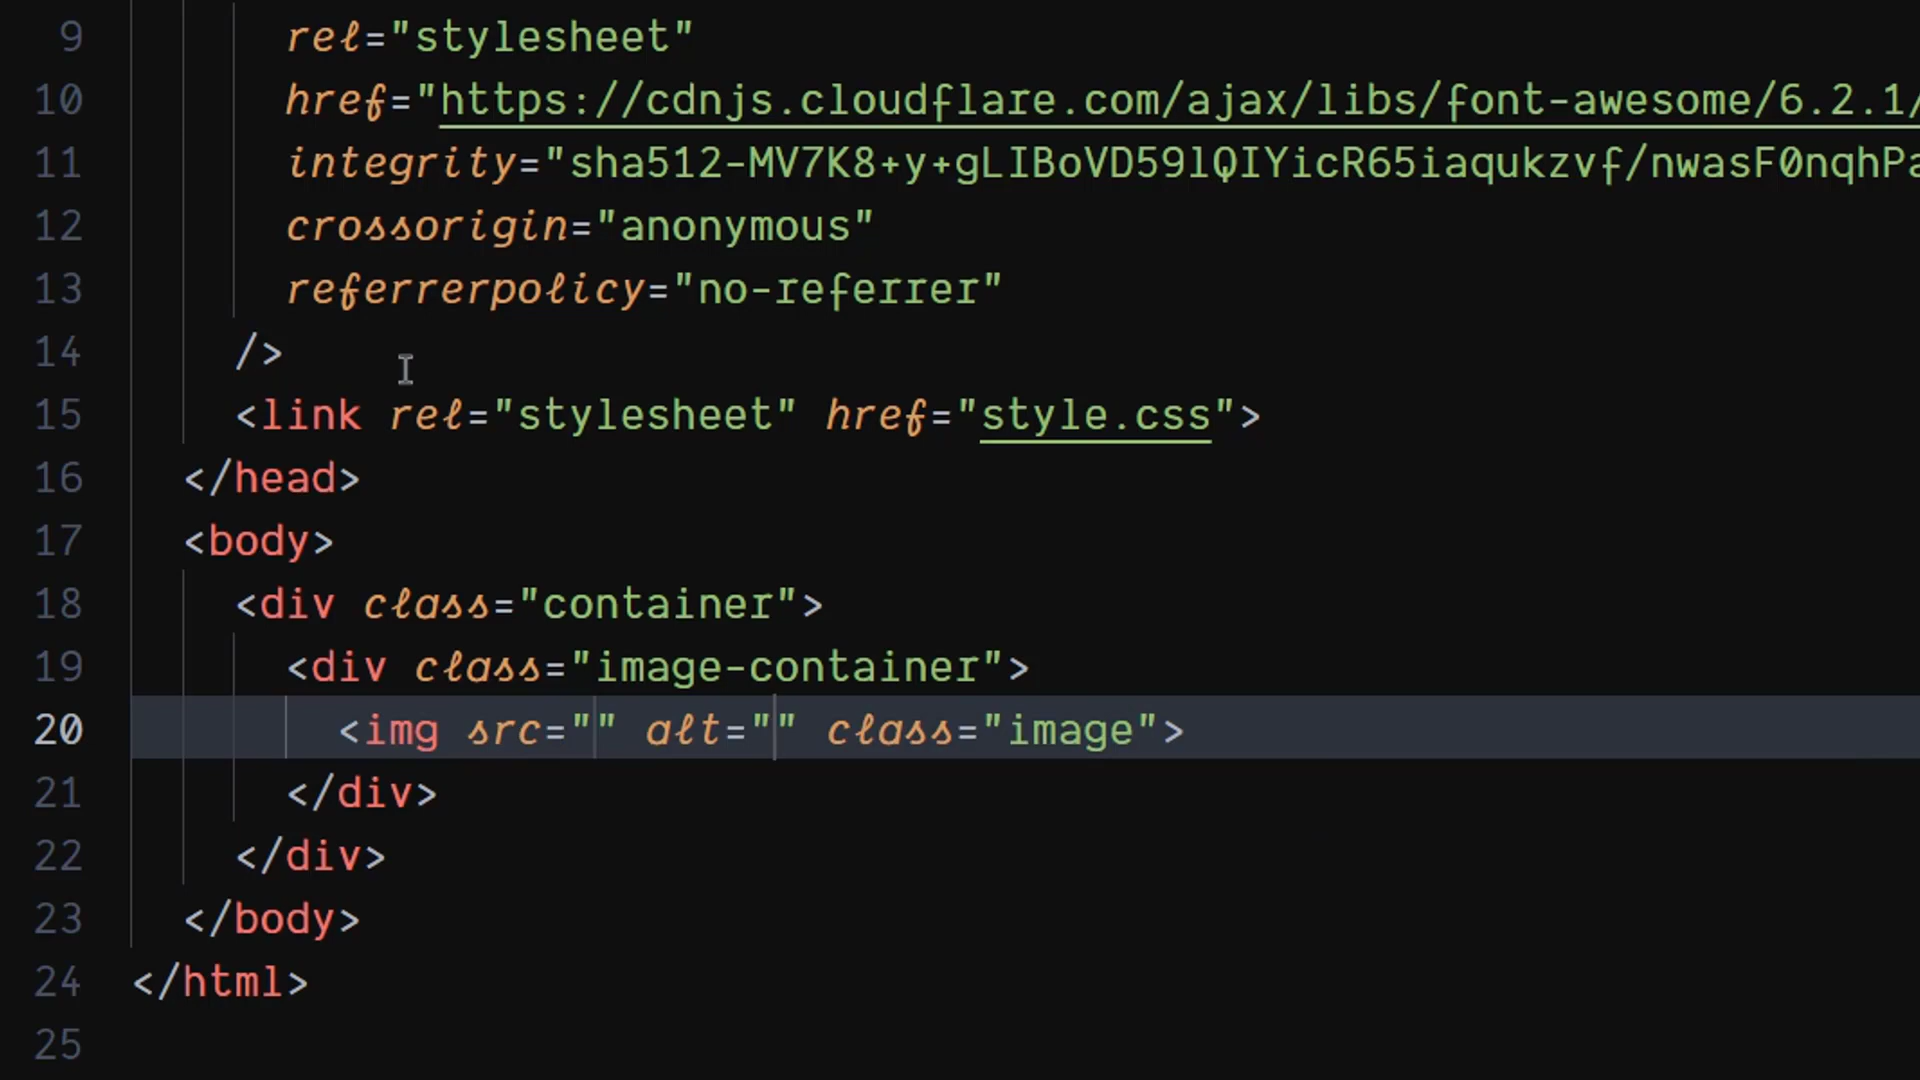 9 rel="stylesheet"
10 href="https://cdnjs.cloudflare.com/ajax/libs/font-awesome/6.2.1/
11 integrity="sha512-MV7K8+y+gLIBoVD59lQIYicR65iaqukzvf/nwasF0nqhPa
12 crossorigin="anonymous"
13 referrerpolicy="no-referrer"
14 />
15 <link rel="stylesheet" href="style.css">
16 </head>
17 <body>
18 <div class="container">
19 <div class="image-container">
20 <img src="" alt="" class="image">
21 </div>
22 </div>
23 </body>
24 </html>
25